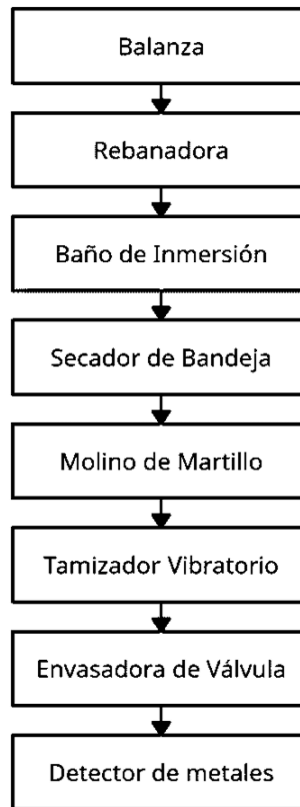 Balanza
Rebanadora
Baño de Inmersión
Secador de Bandeja
Molino de Martillo
Tamizador Vibratorio
Envasadora de Válvula
Detector de metales